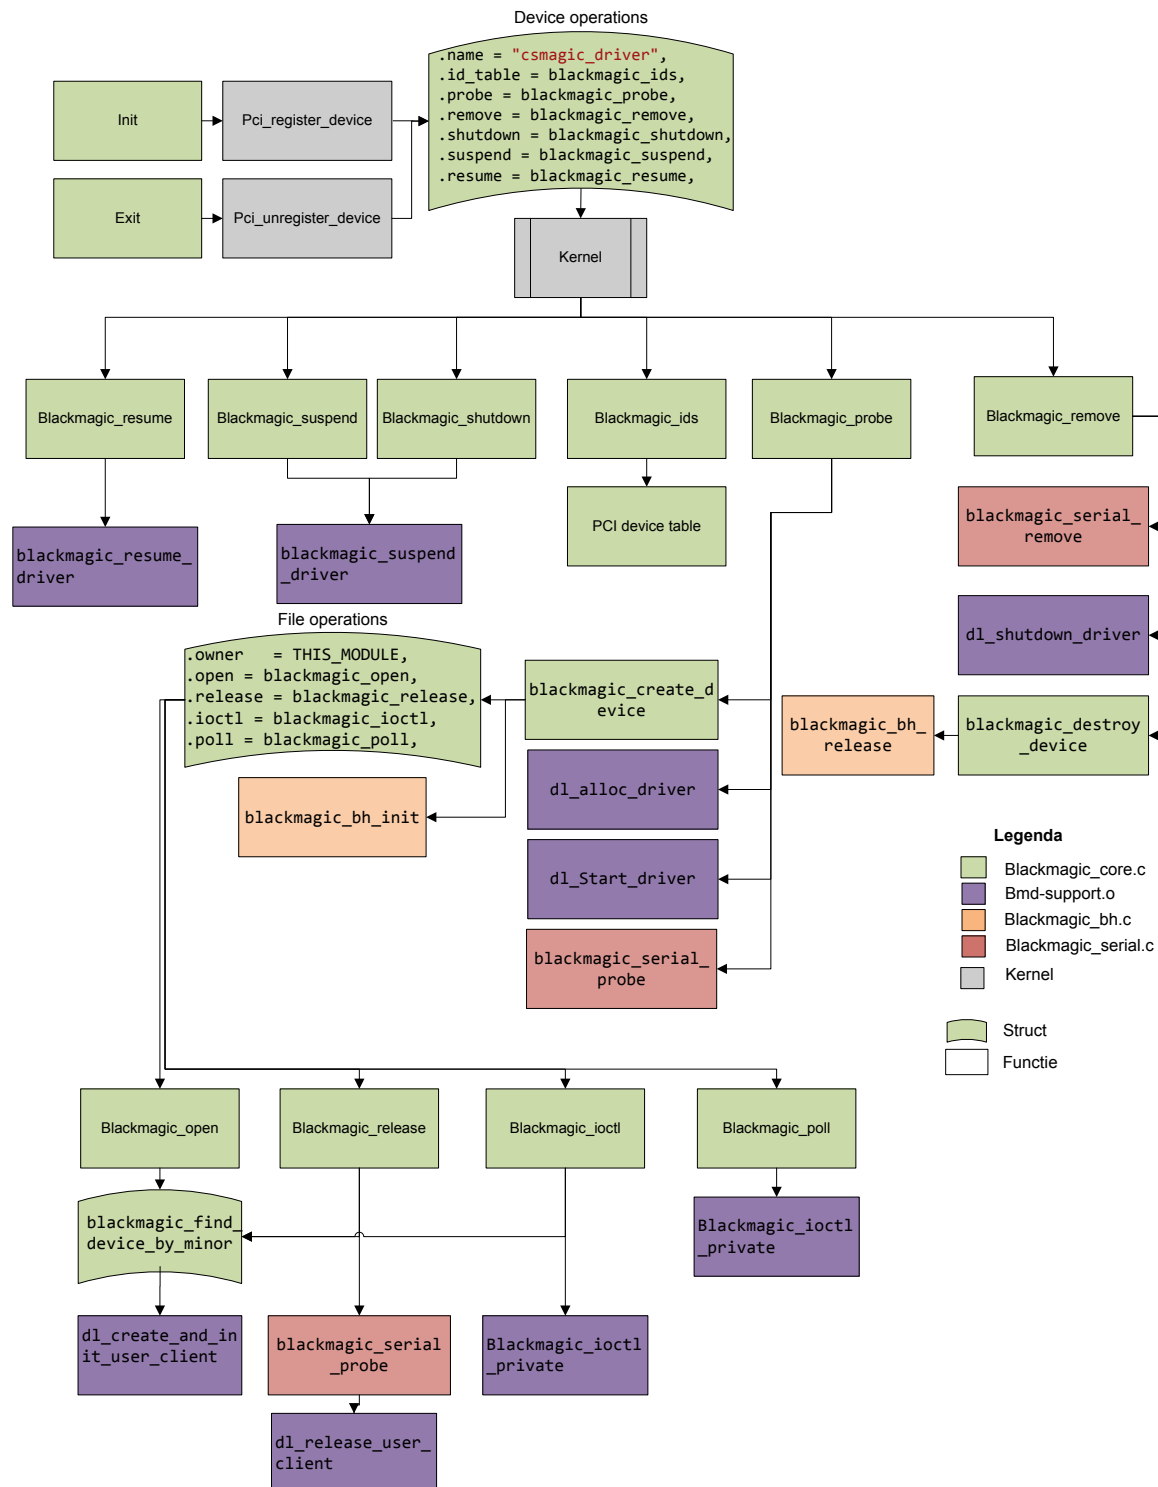 Device operations
.name = "csmagic_driver",
.id_table = blackmagic_ids,
.probe = blackmagic_probe,
.remove = blackmagic_remove,
.shutdown = blackmagic_shutdown,
.suspend = blackmagic_suspend,
.resume = blackmagic_resume,
Init
Pci_register_device
Exit
Pci_unregister_device
Kernel
Blackmagic_resume
Blackmagic_suspend
Blackmagic_shutdown
Blackmagic_ids
Blackmagic_probe
Blackmagic_remove
blackmagic_resume_
driver
blackmagic_suspend
_driver
PCI device table
blackmagic_serial_
remove
dl_shutdown_driver
File operations
.owner   = THIS_MODULE,
.open = blackmagic_open,
.release = blackmagic_release,
.ioctl = blackmagic_ioctl,
.poll = blackmagic_poll,
blackmagic_create_d
evice
blackmagic_bh_
release
blackmagic_destroy
_device
blackmagic_bh_init
dl_alloc_driver
dl_Start_driver
blackmagic_serial_
probe
Legenda
Blackmagic_core.c
Bmd-support.o
Blackmagic_bh.c
Blackmagic_serial.c
Kernel
Struct
Functie
Blackmagic_open
Blackmagic_release
Blackmagic_ioctl
Blackmagic_poll
blackmagic_find_
device_by_minor
Blackmagic_ioctl
_private
dl_create_and_in
it_user_client
blackmagic_serial
_probe
Blackmagic_ioctl
_private
dl_release_user_
client